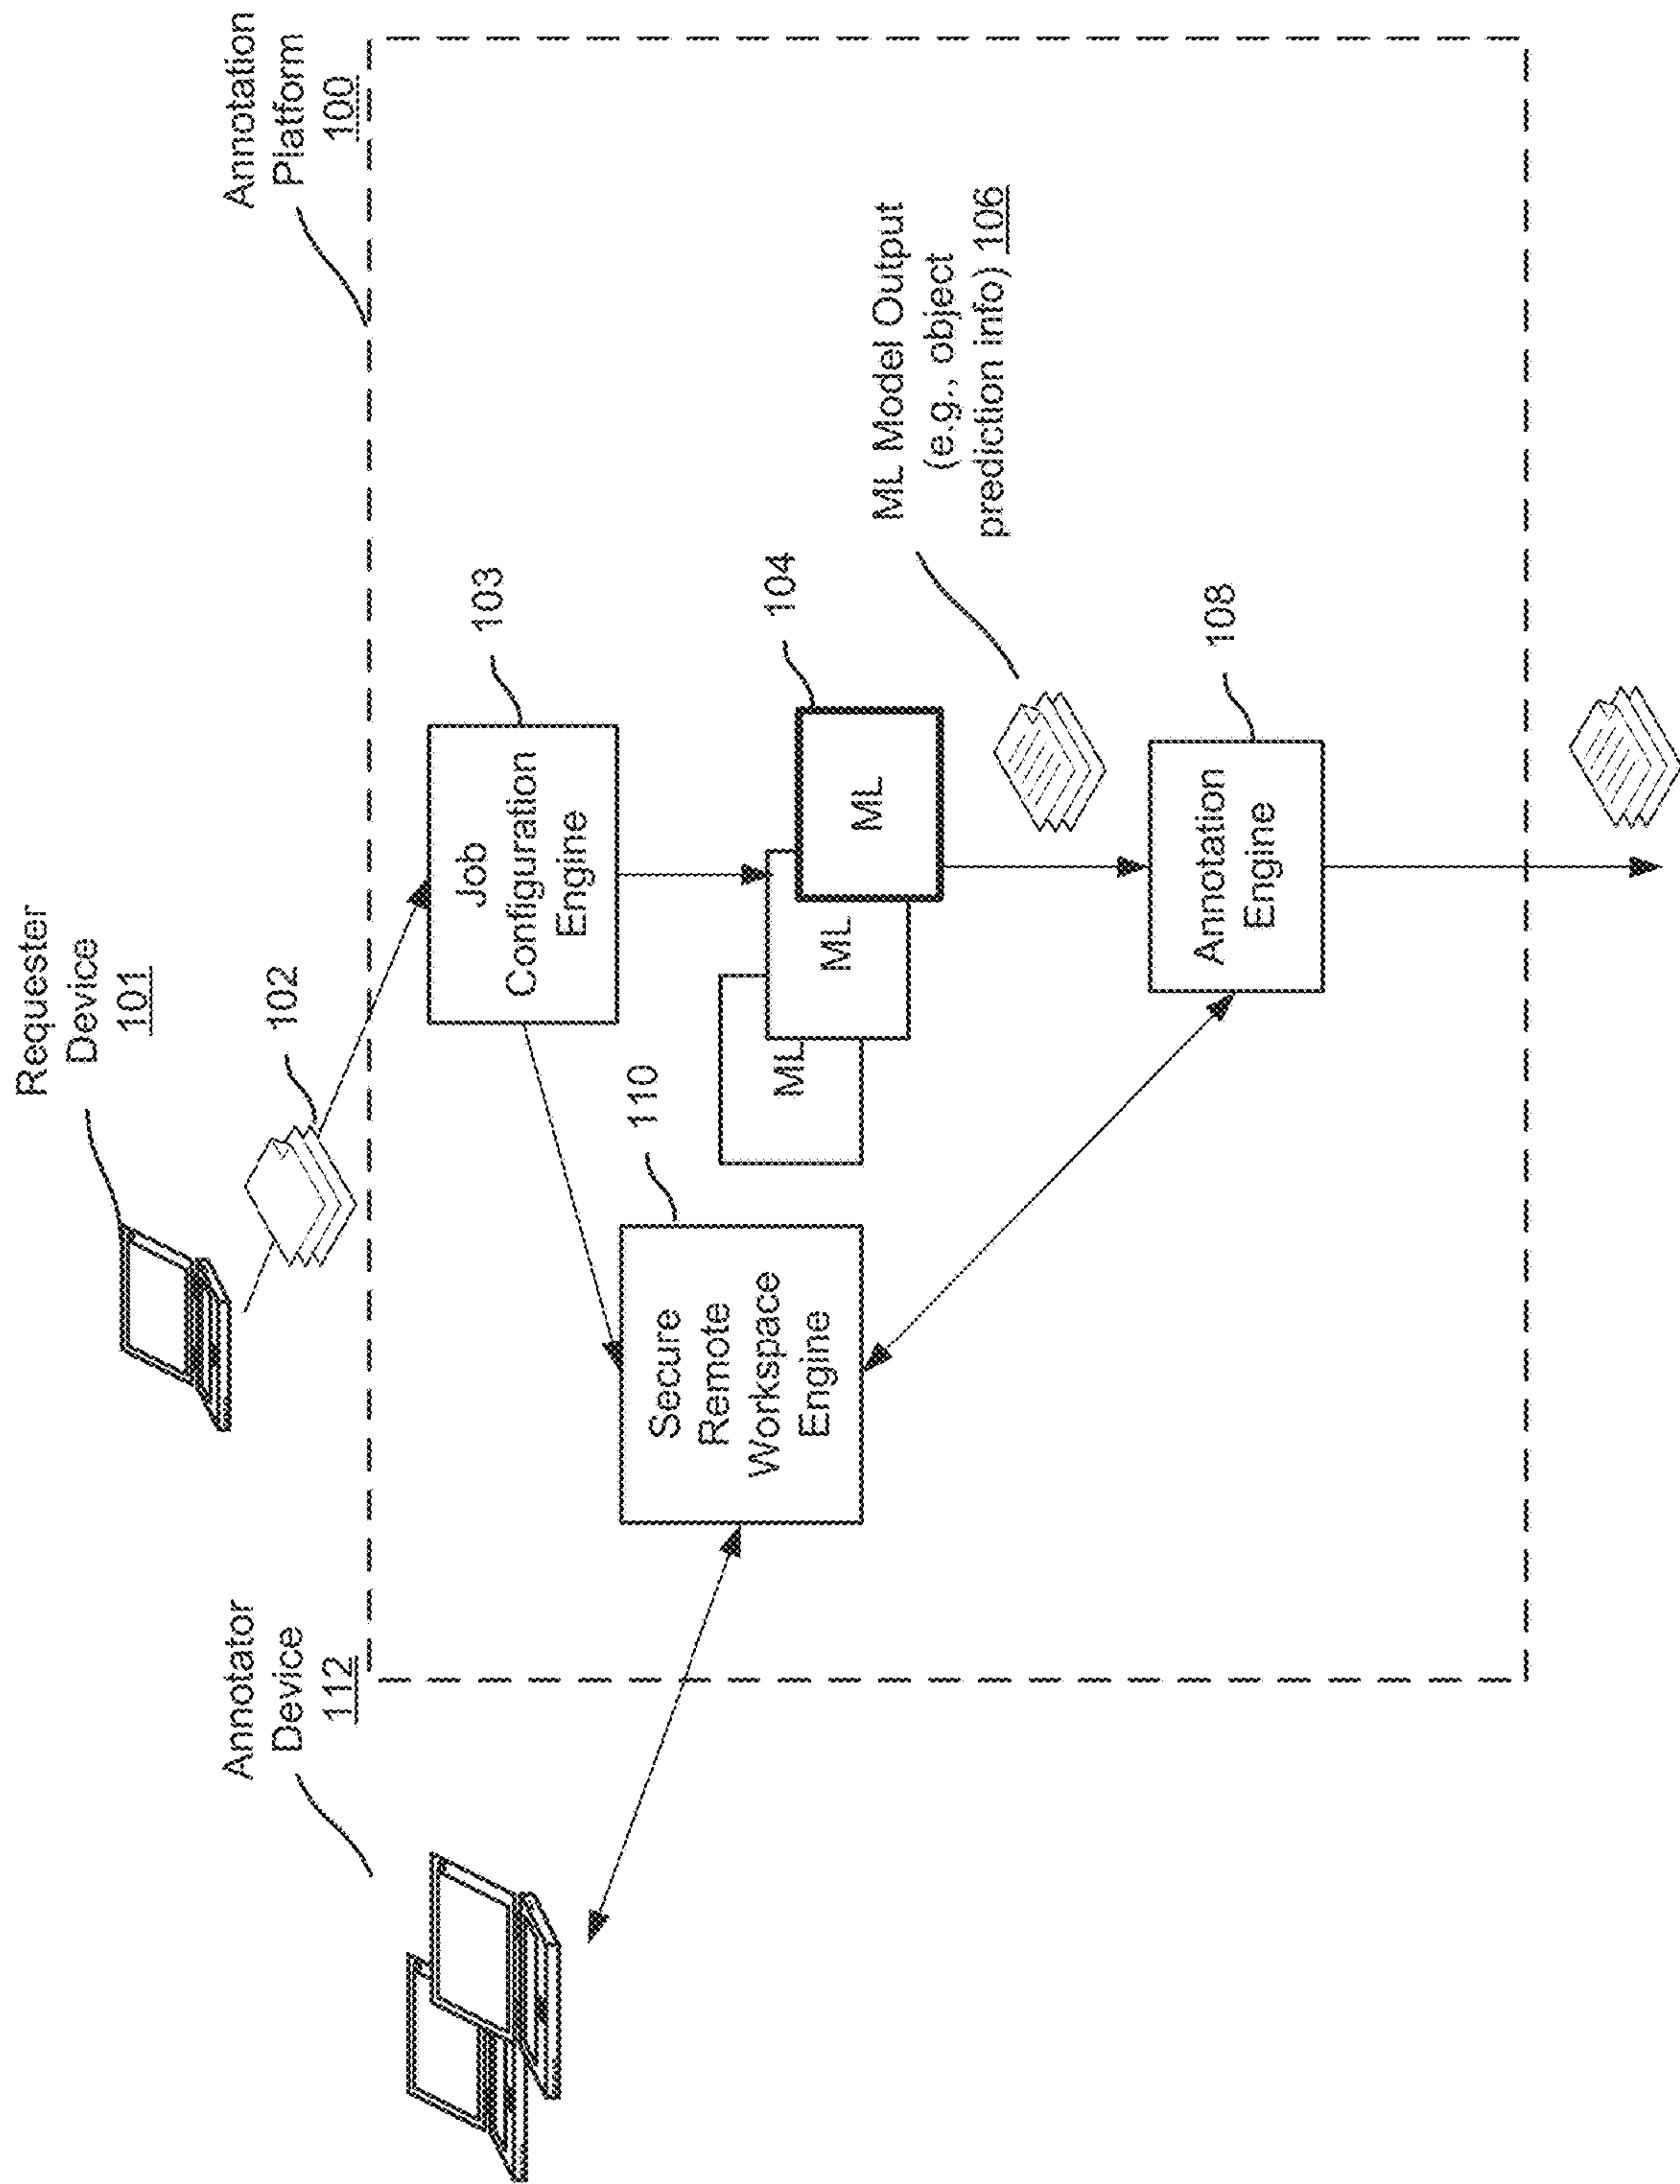 Requester
Device
101
102
Annotation
Platform
100
Annotator
Device
112
103
Job
Configuration
Engine
110
Secure
Remote
Workspace
Engine
104
ML
ML
ML
ML Model Output
(e.g., object
prediction info) 106
108
Annotation
Engine